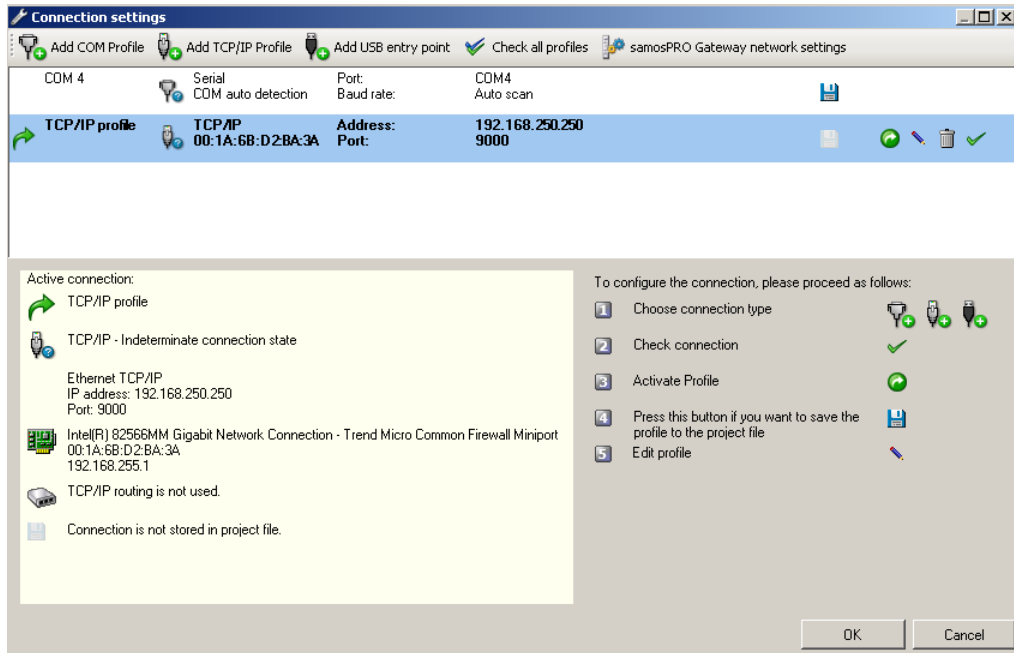 Connection settings
Add COM Profile Add TCP/IP Profile Add USB entry point Check all profiles samosPRO Gateway network settings
COM 4 Serial Port: COM4
COM auto detection Baud rate: Auto scan
TCP/IP profile TCP/IP Address: 192.168.250.250
00:1A:6B:D2:BA:3A Port: 9000
Active connection:
TCP/IP profile
TCP/IP - Indeterminate connection state
Ethernet TCP/IP
IP address: 192.168.250.250
Port: 9000
Intel(R) 82566MM Gigabit Network Connection - Trend Micro Common Firewall Miniport
00:1A:6B:D2:BA:3A
192.168.255.1
TCP/IP routing is not used.
Connection is not stored in project file.
To configure the connection, please proceed as follows:
1 Choose connection type
2 Check connection
3 Activate Profile
4 Press this button if you want to save the
profile to the project file
5 Edit profile
OK Cancel